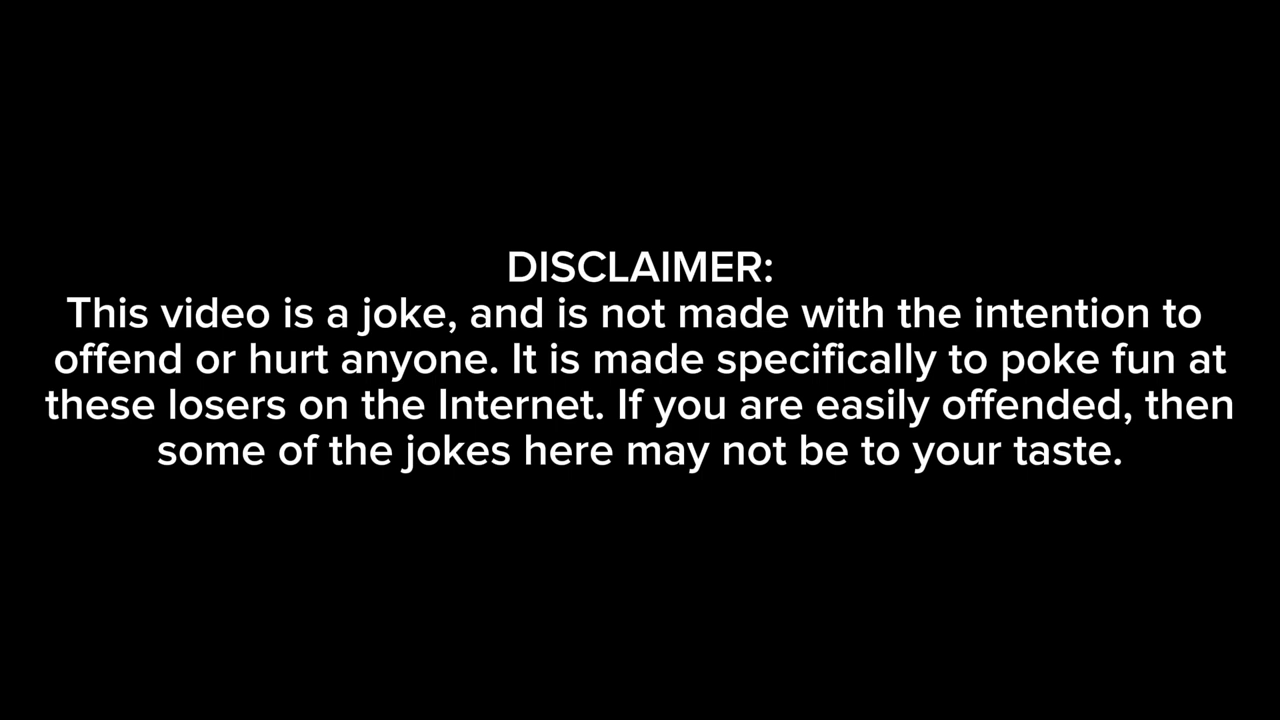 DISCLAIMER:
This video is a joke, and is not made with the intention to
offend or hurt anyone. It is made specifically to poke fun at
these losers on the Internet. If you are easily offended, then
some of the jokes here may not be to your taste.